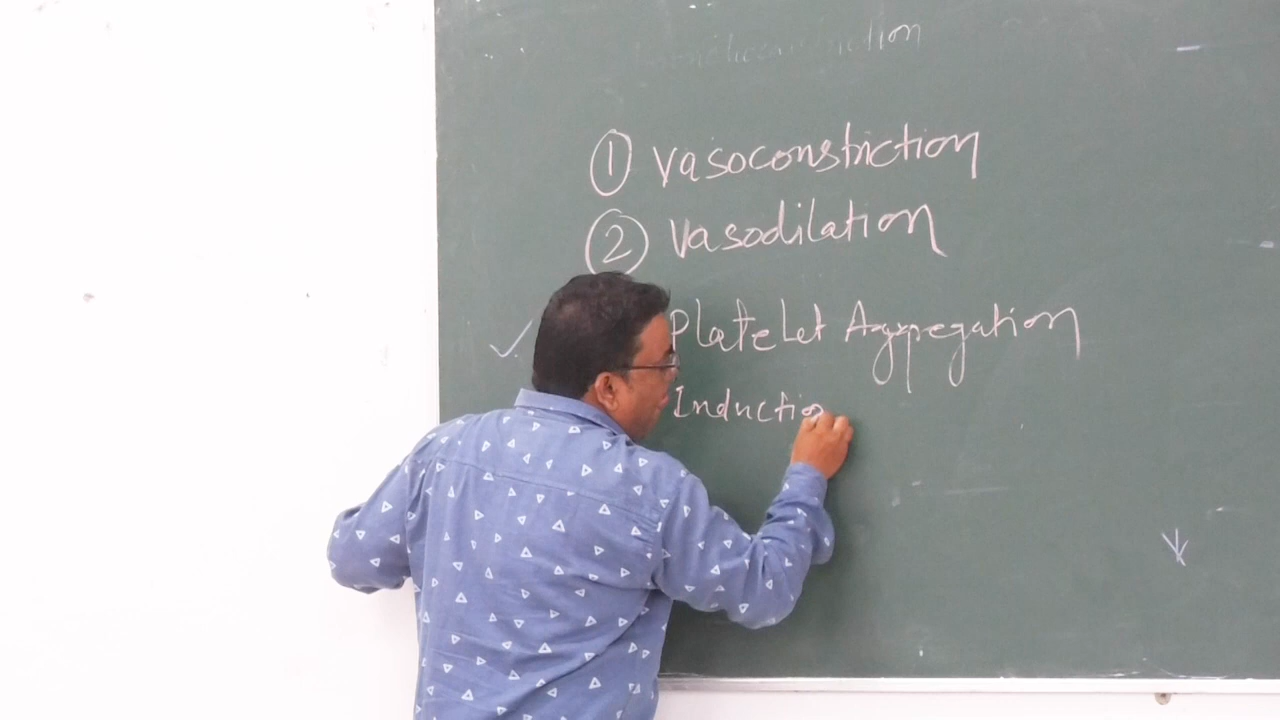 ① Vasoconstriction
② Vasodilation
Platelet Aggregation
Inductio